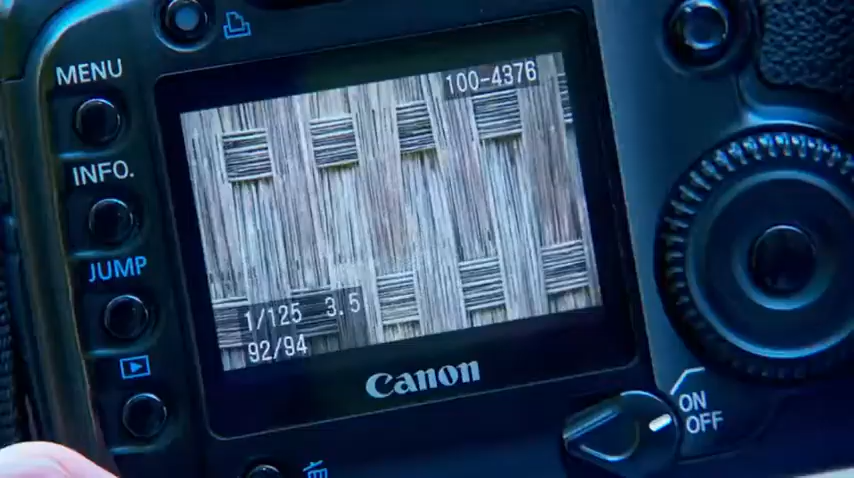 MENU
INFO.
JUMP
100-4376
1/125 3.5
92/94
Canon
ON
OFF